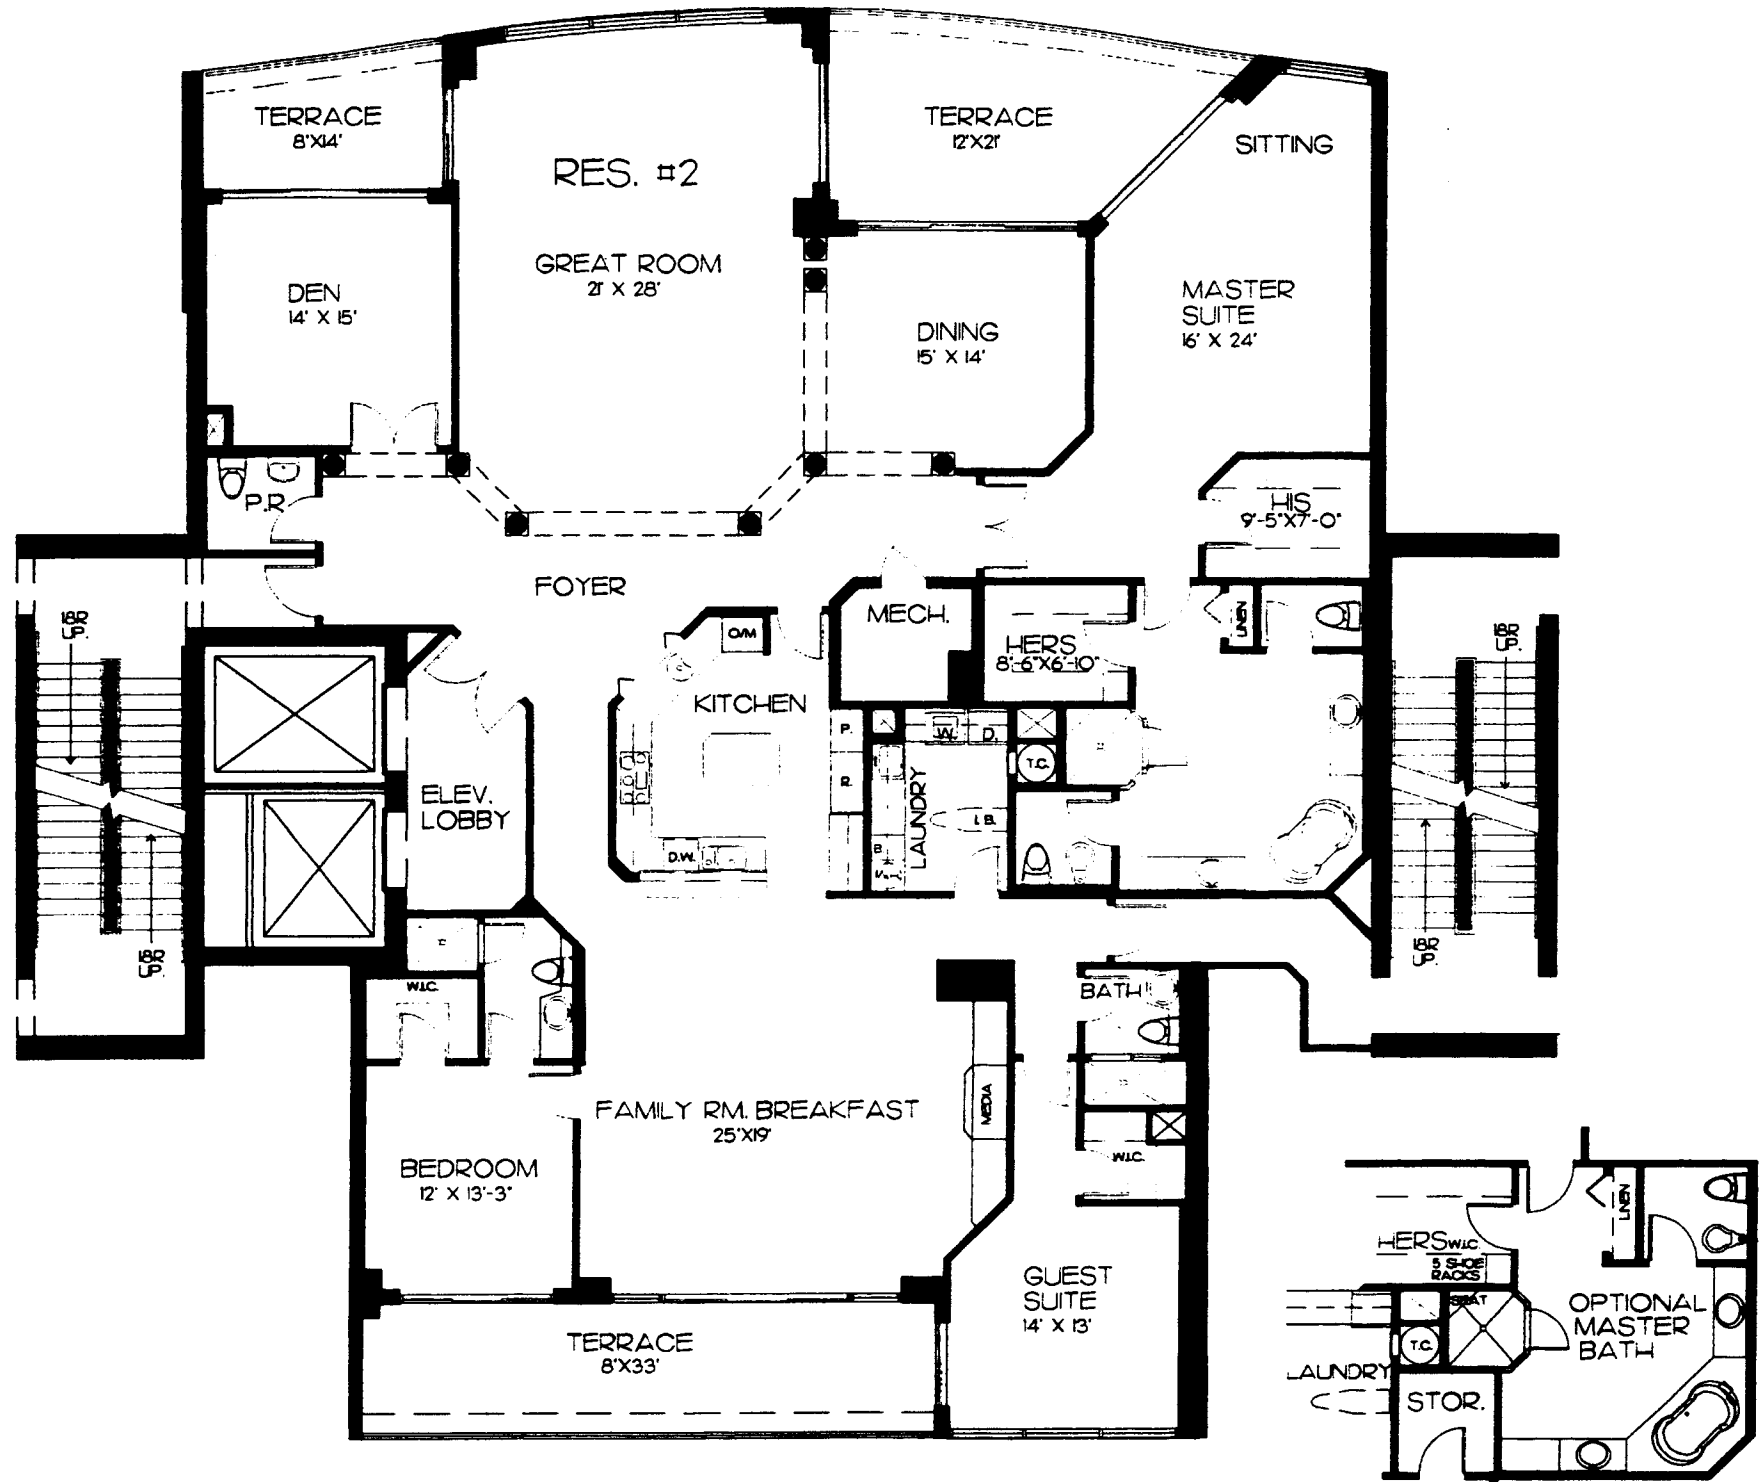 TERRACE
8'X14'
RES. #2
TERRACE
12'X21'
SITTING
GREAT ROOM
21' X 28'
DEN
14' X 15'
DINING
15' X 14'
MASTER
SUITE
16' X 24'
P.R.
HIS
9'-5"X7'-0"
FOYER
MECH.
HERS
8'-6"X6'-10"
LINEN
18R
UP.
18R
UP.
O/M
KITCHEN
P.
R.
W.
D.
T.C.
ELEV.
LOBBY
LAUNDRY
I.B.
D.W.
18R
UP.
18R
UP.
W.I.C.
BATH
MEDIA
FAMILY RM. BREAKFAST
25'X19'
BEDROOM
12' X 13'-3"
W.I.C.
GUEST
SUITE
14' X 13'
TERRACE
8'X33'
LINEN
HERS W.I.C.
5 SHOE
RACKS
SEAT
OPTIONAL
MASTER
BATH
T.C.
LAUNDRY
STOR.